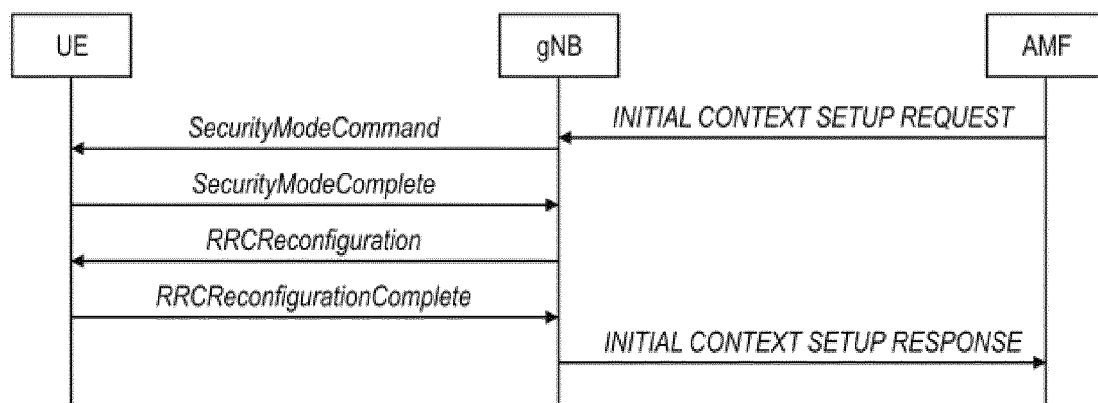 UE
gNB
AMF
INITIAL CONTEXT SETUP REQUEST
SecurityModeCommand
SecurityModeComplete
RRCReconfiguration
RRCReconfigurationComplete
INITIAL CONTEXT SETUP RESPONSE